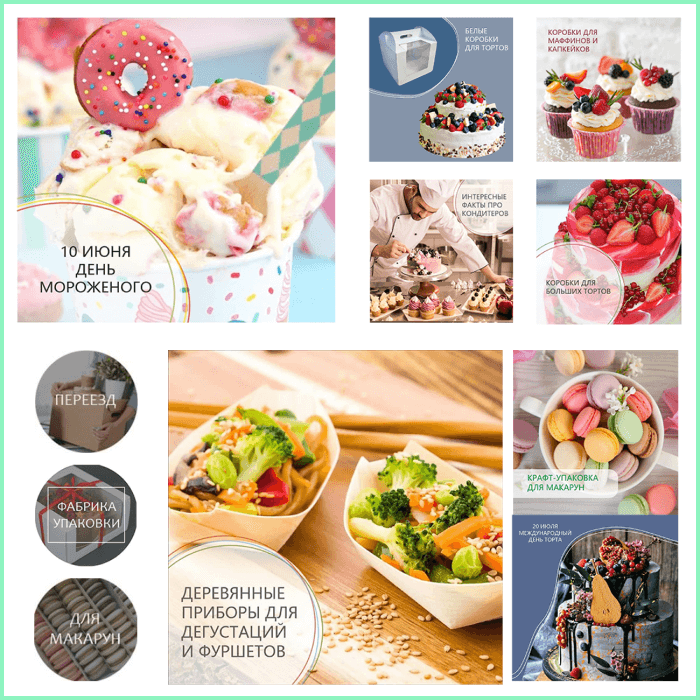 10 ИЮНЯ
ДЕНЬ
МОРОЖЕНОГО
БЕЛЫЕ
КОРОБКИ
ДЛЯ ТОРТОВ
КОРОБКИ ДЛЯ
МАФФИНОВ И
КАПКЕЙКОВ
ИНТЕРЕСНЫЕ
ФАКТЫ ПРО
КОНДИТЕРОВ
КОРОБКИ ДЛЯ
БОЛЬШИХ ТОРТОВ
ПЕРЕЕЗД
ФАБРИКА
УПАКОВКИ
ДЛЯ
МАКАРУН
ДЕРЕВЯННЫЕ
ПРИБОРЫ ДЛЯ
ДЕГУСТАЦИЙ
И ФУРШЕТОВ
КРАФТ-УПАКОВКА
ДЛЯ МАКАРУН
20 ИЮЛЯ
МЕЖДУНАРОДНЫЙ
ДЕНЬ ТОРТА